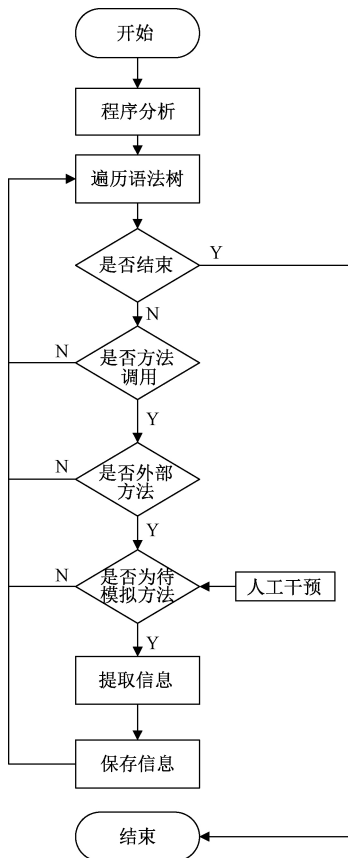 开始
程序分析
遍历语法树
是否结束
Y
N
是否方法
调用
N
Y
是否外部
方法
N
Y
是否为待
模拟方法
N
人工干预
Y
提取信息
保存信息
结束